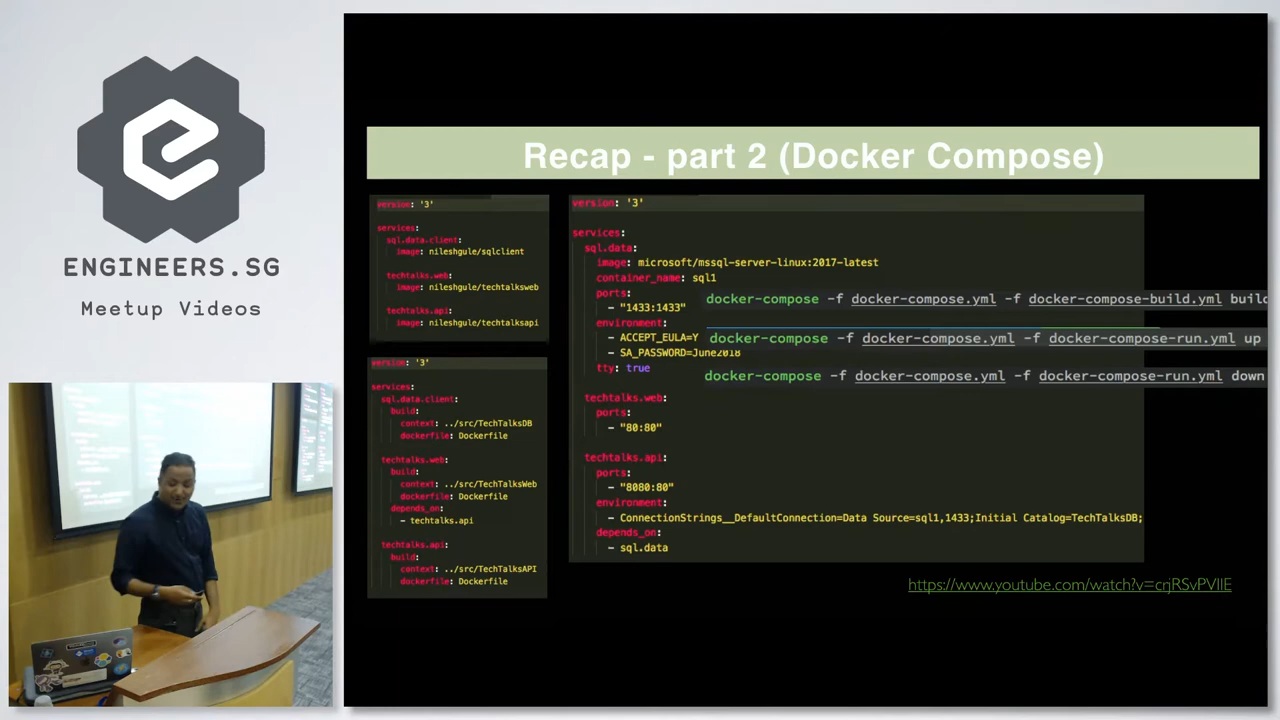 ENGINEERS.SG
Meetup Videos
Recap - part 2 (Docker Compose)
version: '3'
services:
sql.data.client:
image: nileshgule/sqlclient
techtalks.web:
image: nileshgule/techtalksweb
techtalks.api:
image: nileshgule/techtalksapi
version: '3'
services:
sql.data.client:
build:
context: ../src/TechTalksDB
dockerfile: Dockerfile
techtalks.web:
build:
context: ../src/TechTalksWeb
dockerfile: Dockerfile
depends_on:
- techtalks.api
techtalks.api:
build:
context: ../src/TechTalksAPI
dockerfile: Dockerfile
version: '3'
services:
sql.data:
image: microsoft/mssql-server-linux:2017-latest
container_name: sql1
ports:
- "1433:1433"
environment:
- ACCEPT_EULA=Y
- SA_PASSWORD=June2018
tty: true
techtalks.web:
ports:
- "80:80"
techtalks.api:
ports:
- "8080:80"
environment:
- ConnectionStrings__DefaultConnection=Data Source=sql1,1433;Initial Catalog=TechTalksDB;
depends_on:
- sql.data
docker-compose -f docker-compose.yml -f docker-compose-build.yml build
docker-compose -f docker-compose.yml -f docker-compose-run.yml up
docker-compose -f docker-compose.yml -f docker-compose-run.yml down